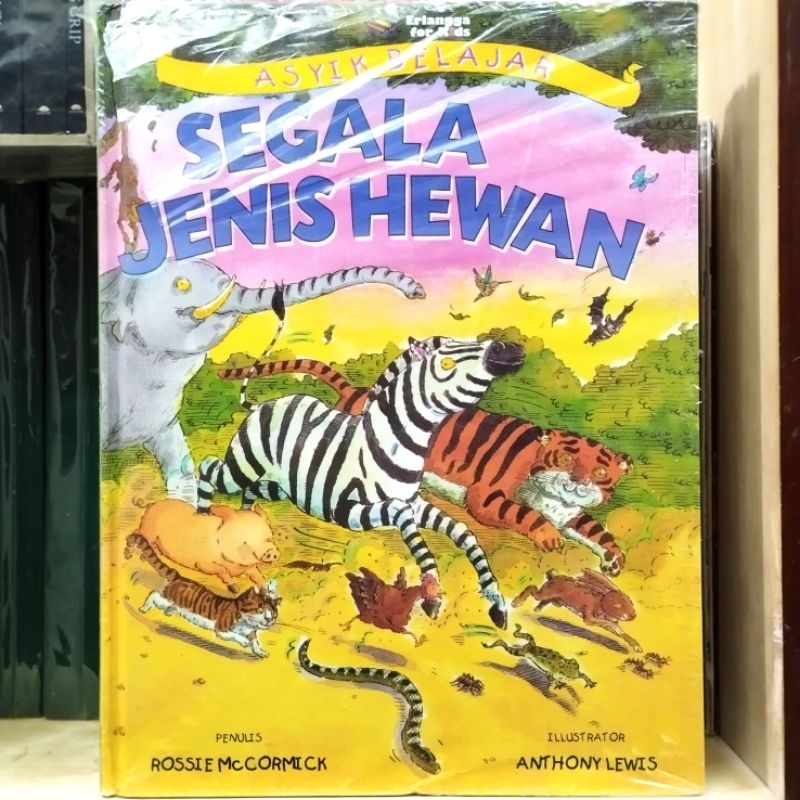 Erlangga
for Kids
ASYIK BELAJAR
SEGALA
JENIS HEWAN
PENULIS
ROSSIE McCORMICK
ILLUSTRATOR
ANTHONY LEWIS